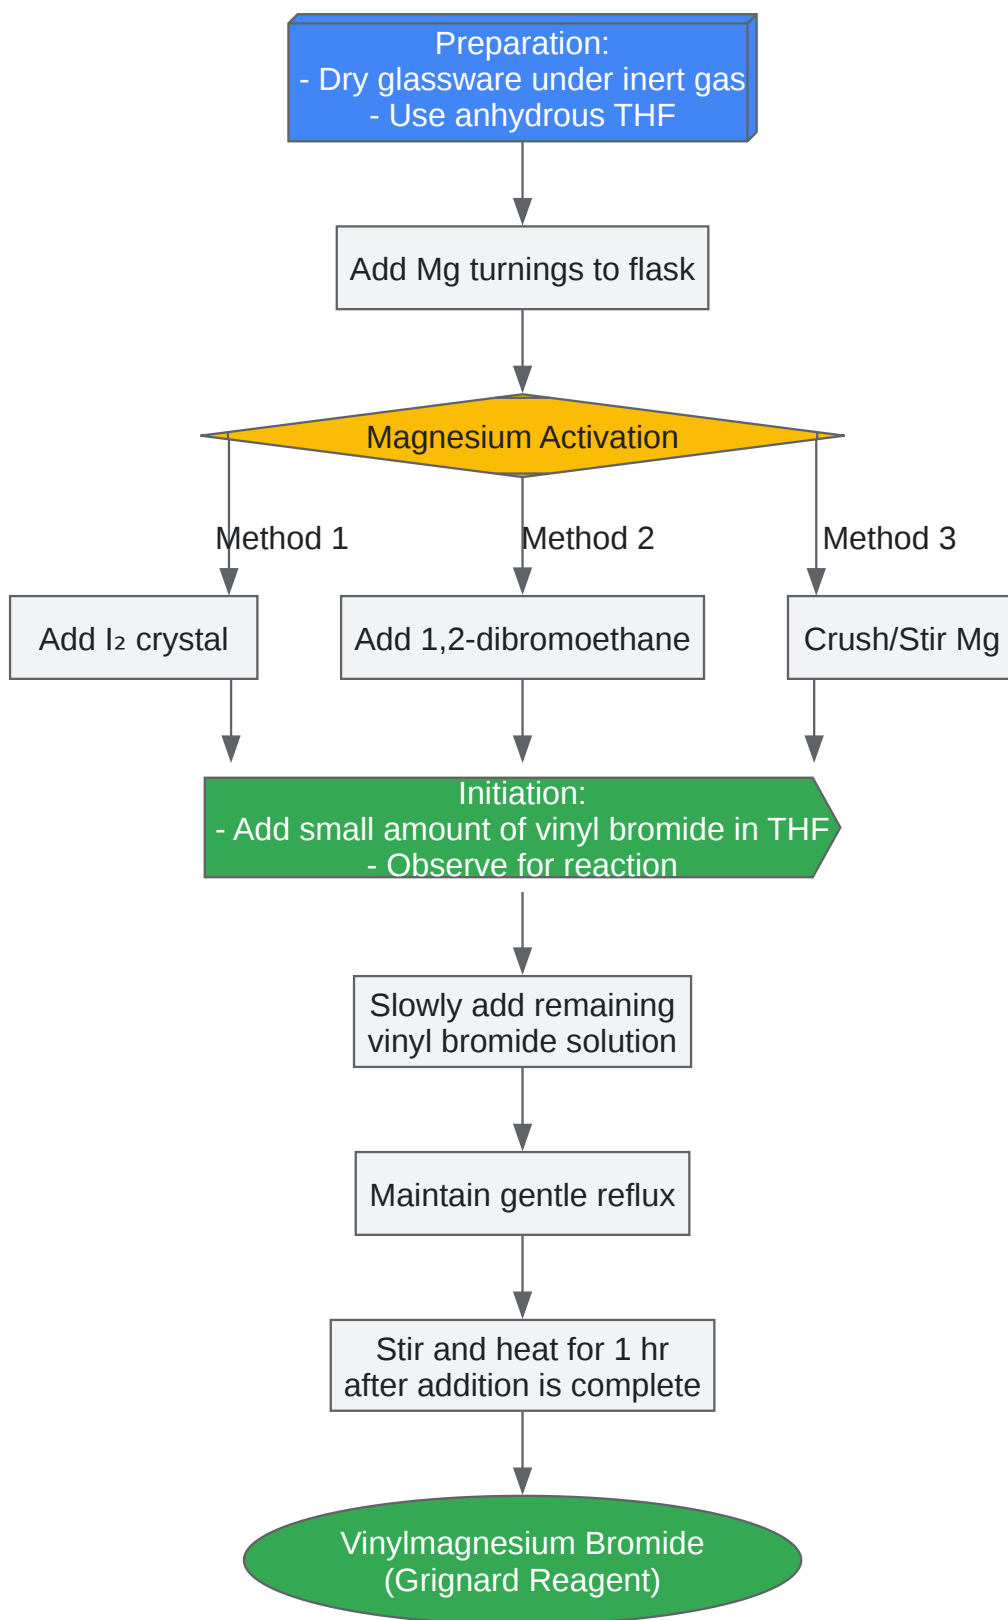 Preparation:
- Dry glassware under inert gas
- Use anhydrous THF
Add Mg turnings to flask
Magnesium Activation
Method 1
Method 2
Method 3
Add I₂ crystal
Add 1,2-dibromoethane
Crush/Stir Mg
Initiation:
- Add small amount of vinyl bromide in THF
- Observe for reaction
Slowly add remaining
vinyl bromide solution
Maintain gentle reflux
Stir and heat for 1 hr
after addition is complete
Vinylmagnesium Bromide
(Grignard Reagent)